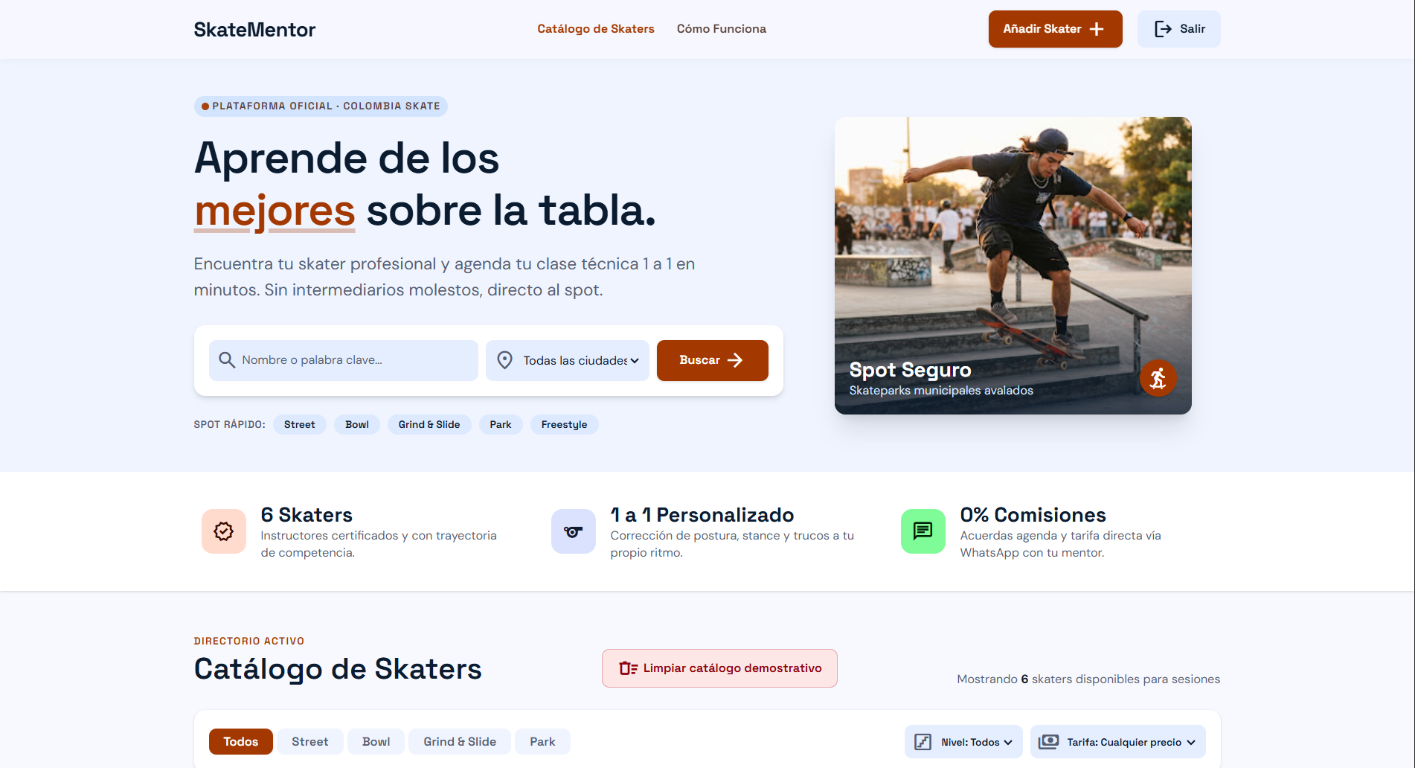 SkateMentor
Catálogo de Skaters
Cómo Funciona
Añadir Skater
Salir
PLATAFORMA OFICIAL · COLOMBIA SKATE
Aprende de los
mejores sobre la tabla.
Encuentra tu skater profesional y agenda tu clase técnica 1 a 1 en
minutos. Sin intermediarios molestos, directo al spot.
Nombre o palabra clave...
Todas las ciudades
Buscar
SPOT RÁPIDO:
Street
Bowl
Grind & Slide
Park
Freestyle
Spot Seguro
Skateparks municipales avalados
6 Skaters
Instructores certificados y con trayectoria
de competencia.
1 a 1 Personalizado
Corrección de postura, stance y trucos a tu
propio ritmo.
0% Comisiones
Acuerdas agenda y tarifa directa vía
WhatsApp con tu mentor.
DIRECTORIO ACTIVO
Catálogo de Skaters
Limpiar catálogo demostrativo
Mostrando 6 skaters disponibles para sesiones
Todos
Street
Bowl
Grind & Slide
Park
Nivel: Todos
Tarifa: Cualquier precio